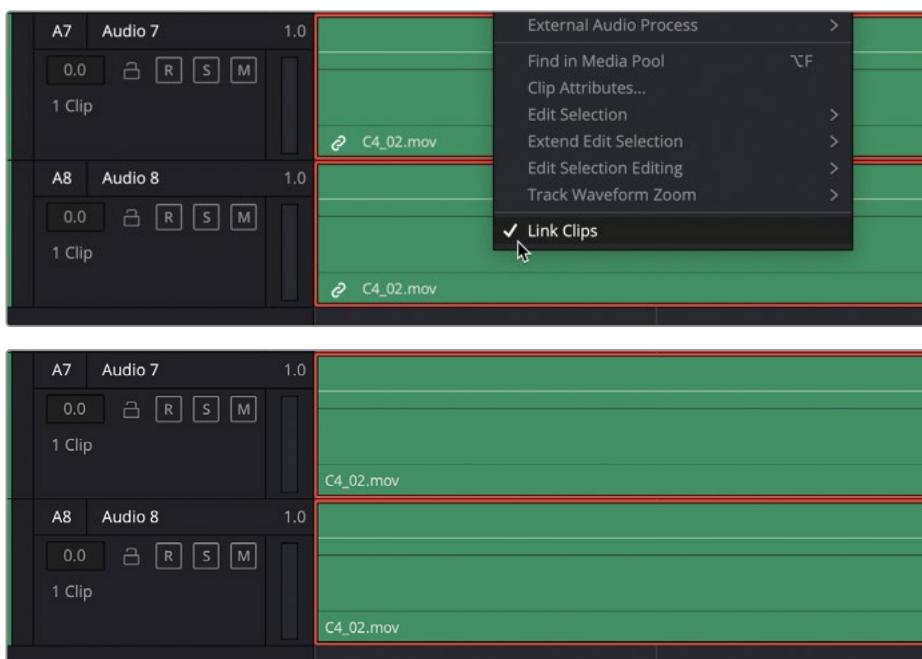 A7 Audio 7 1.0
External Audio Process >
0.0 R S M
Find in Media Pool ⌥F
1 Clip
Clip Attributes...
Edit Selection >
C4_02.mov
Extend Edit Selection >
Edit Selection Editing >
A8 Audio 8 1.0
Track Waveform Zoom >
0.0 R S M
✓ Link Clips
1 Clip
C4_02.mov
A7 Audio 7 1.0
0.0 R S M
1 Clip
C4_02.mov
A8 Audio 8 1.0
0.0 R S M
1 Clip
C4_02.mov